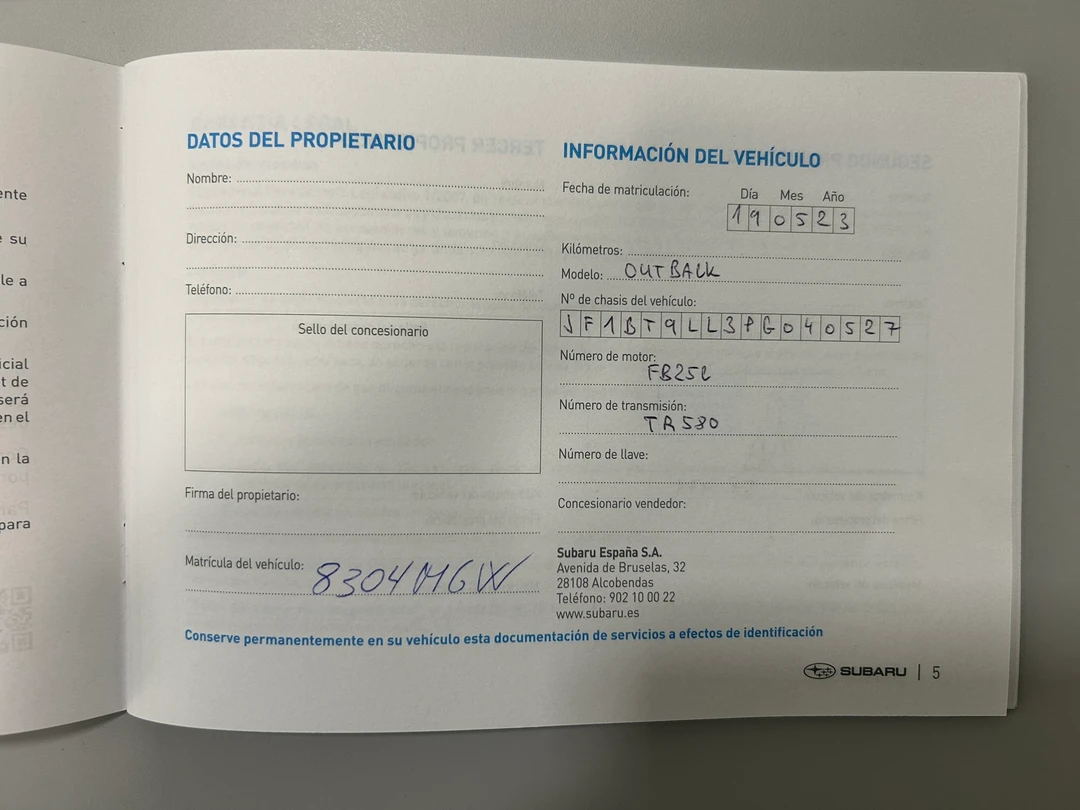 ente
e su
le a
ción
icial
t de
será
en el
n la
para
DATOS DEL PROPIETARIO
Nombre:
Dirección:
Teléfono:
Sello del concesionario
Firma del propietario:
Matrícula del vehículo: 8304MGW
INFORMACIÓN DEL VEHÍCULO
Fecha de matriculación:
Día Mes Año
190523
Kilómetros:
Modelo: OUTBACK
Nº de chasis del vehículo:
JF1BT9LL3PG040527
Número de motor:
FB25
Número de transmisión:
TR580
Número de llave:
Concesionario vendedor:
Subaru España S.A.
Avenida de Bruselas, 32
28108 Alcobendas
Teléfono: 902 10 00 22
www.subaru.es
Conserve permanentemente en su vehículo esta documentación de servicios a efectos de identificación
SUBARU | 5